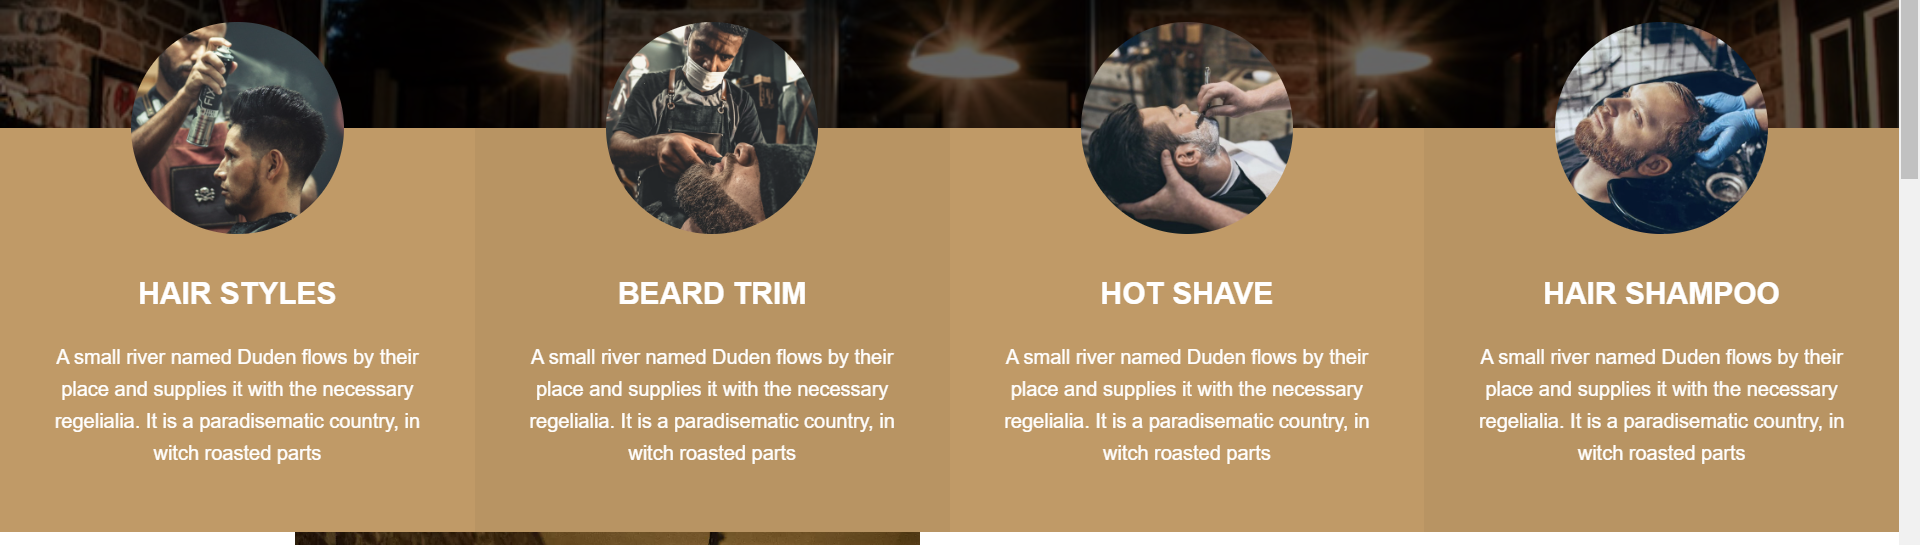 HAIR STYLES
A small river named Duden flows by their
place and supplies it with the necessary
regelialia. It is a paradisematic country, in
witch roasted parts
BEARD TRIM
A small river named Duden flows by their
place and supplies it with the necessary
regelialia. It is a paradisematic country, in
witch roasted parts
HOT SHAVE
A small river named Duden flows by their
place and supplies it with the necessary
regelialia. It is a paradisematic country, in
witch roasted parts
HAIR SHAMPOO
A small river named Duden flows by their
place and supplies it with the necessary
regelialia. It is a paradisematic country, in
witch roasted parts